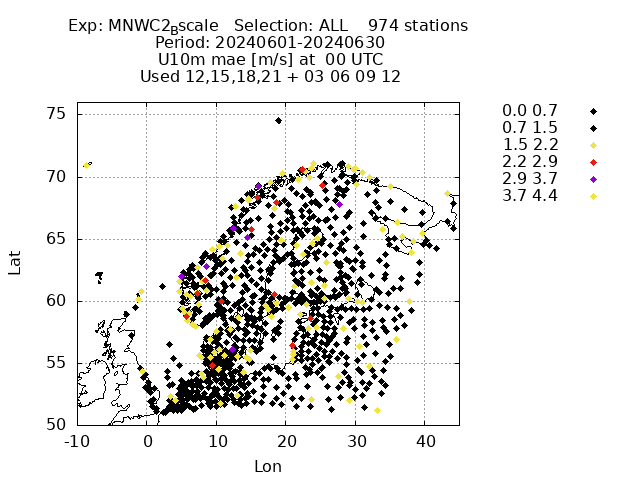 Exp: MNWC2Bscale   Selection: ALL    974 stations
Period: 20240601-20240630
U10m mae [m/s] at  00 UTC
Used 12,15,18,21 + 03 06 09 12
0.0 0.7
0.7 1.5
1.5 2.2
2.2 2.9
2.9 3.7
3.7 4.4
75
70
65
60
55
50
Lat
-10 0 10 20 30 40
Lon